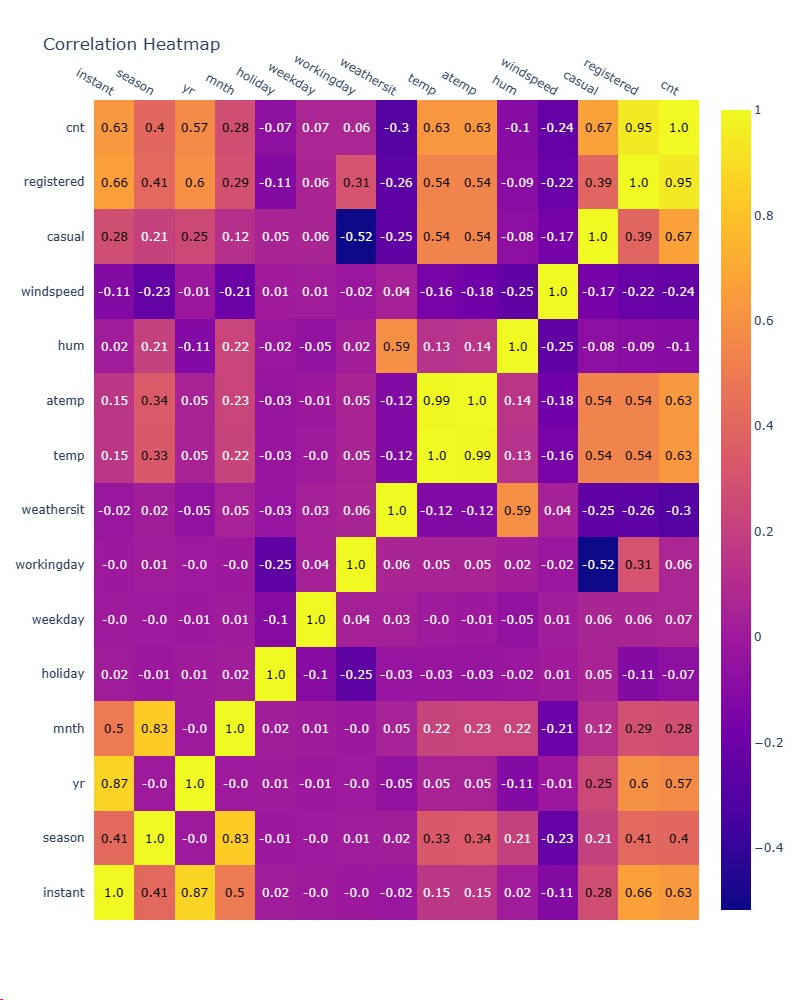 Correlation Heatmap
instant season yr mnth holiday weekday workingday weathersit temp atemp hum windspeed casual registered cnt
cnt 0.63 0.4 0.57 0.28 -0.07 0.07 0.06 -0.3 0.63 0.63 -0.1 -0.24 0.67 0.95 1.0
registered 0.66 0.41 0.6 0.29 -0.11 0.06 0.31 -0.26 0.54 0.54 -0.09 -0.22 0.39 1.0 0.95
casual 0.28 0.21 0.25 0.12 0.05 0.06 -0.52 -0.25 0.54 0.54 -0.08 -0.17 1.0 0.39 0.67
windspeed -0.11 -0.23 -0.01 -0.21 0.01 0.01 -0.02 0.04 -0.16 -0.18 -0.25 1.0 -0.17 -0.22 -0.24
hum 0.02 0.21 -0.11 0.22 -0.02 -0.05 0.02 0.59 0.13 0.14 1.0 -0.25 -0.08 -0.09 -0.1
atemp 0.15 0.34 0.05 0.23 -0.03 -0.01 0.05 -0.12 0.99 1.0 0.14 -0.18 0.54 0.54 0.63
temp 0.15 0.33 0.05 0.22 -0.03 -0.0 0.05 -0.12 1.0 0.99 0.13 -0.16 0.54 0.54 0.63
weathersit -0.02 0.02 -0.05 0.05 -0.03 0.03 0.06 1.0 -0.12 -0.12 0.59 0.04 -0.25 -0.26 -0.3
workingday -0.0 0.01 -0.0 -0.0 -0.25 0.04 1.0 0.06 0.05 0.05 0.02 -0.02 -0.52 0.31 0.06
weekday -0.0 -0.0 -0.01 0.01 -0.1 1.0 0.04 0.03 -0.0 -0.01 -0.05 0.01 0.06 0.06 0.07
holiday 0.02 -0.01 0.01 0.02 1.0 -0.1 -0.25 -0.03 -0.03 -0.03 -0.02 0.01 0.05 -0.11 -0.07
mnth 0.5 0.83 -0.0 1.0 0.02 0.01 -0.0 0.05 0.22 0.23 0.22 -0.21 0.12 0.29 0.28
yr 0.87 -0.0 1.0 -0.0 0.01 -0.01 -0.0 -0.05 0.05 0.05 -0.11 -0.01 0.25 0.6 0.57
season 0.41 1.0 -0.0 0.83 -0.01 -0.0 0.01 0.02 0.33 0.34 0.21 -0.23 0.21 0.41 0.4
instant 1.0 0.41 0.87 0.5 0.02 -0.0 -0.0 -0.02 0.15 0.15 0.02 -0.11 0.28 0.66 0.63
1
0.8
0.6
0.4
0.2
0
−0.2
−0.4